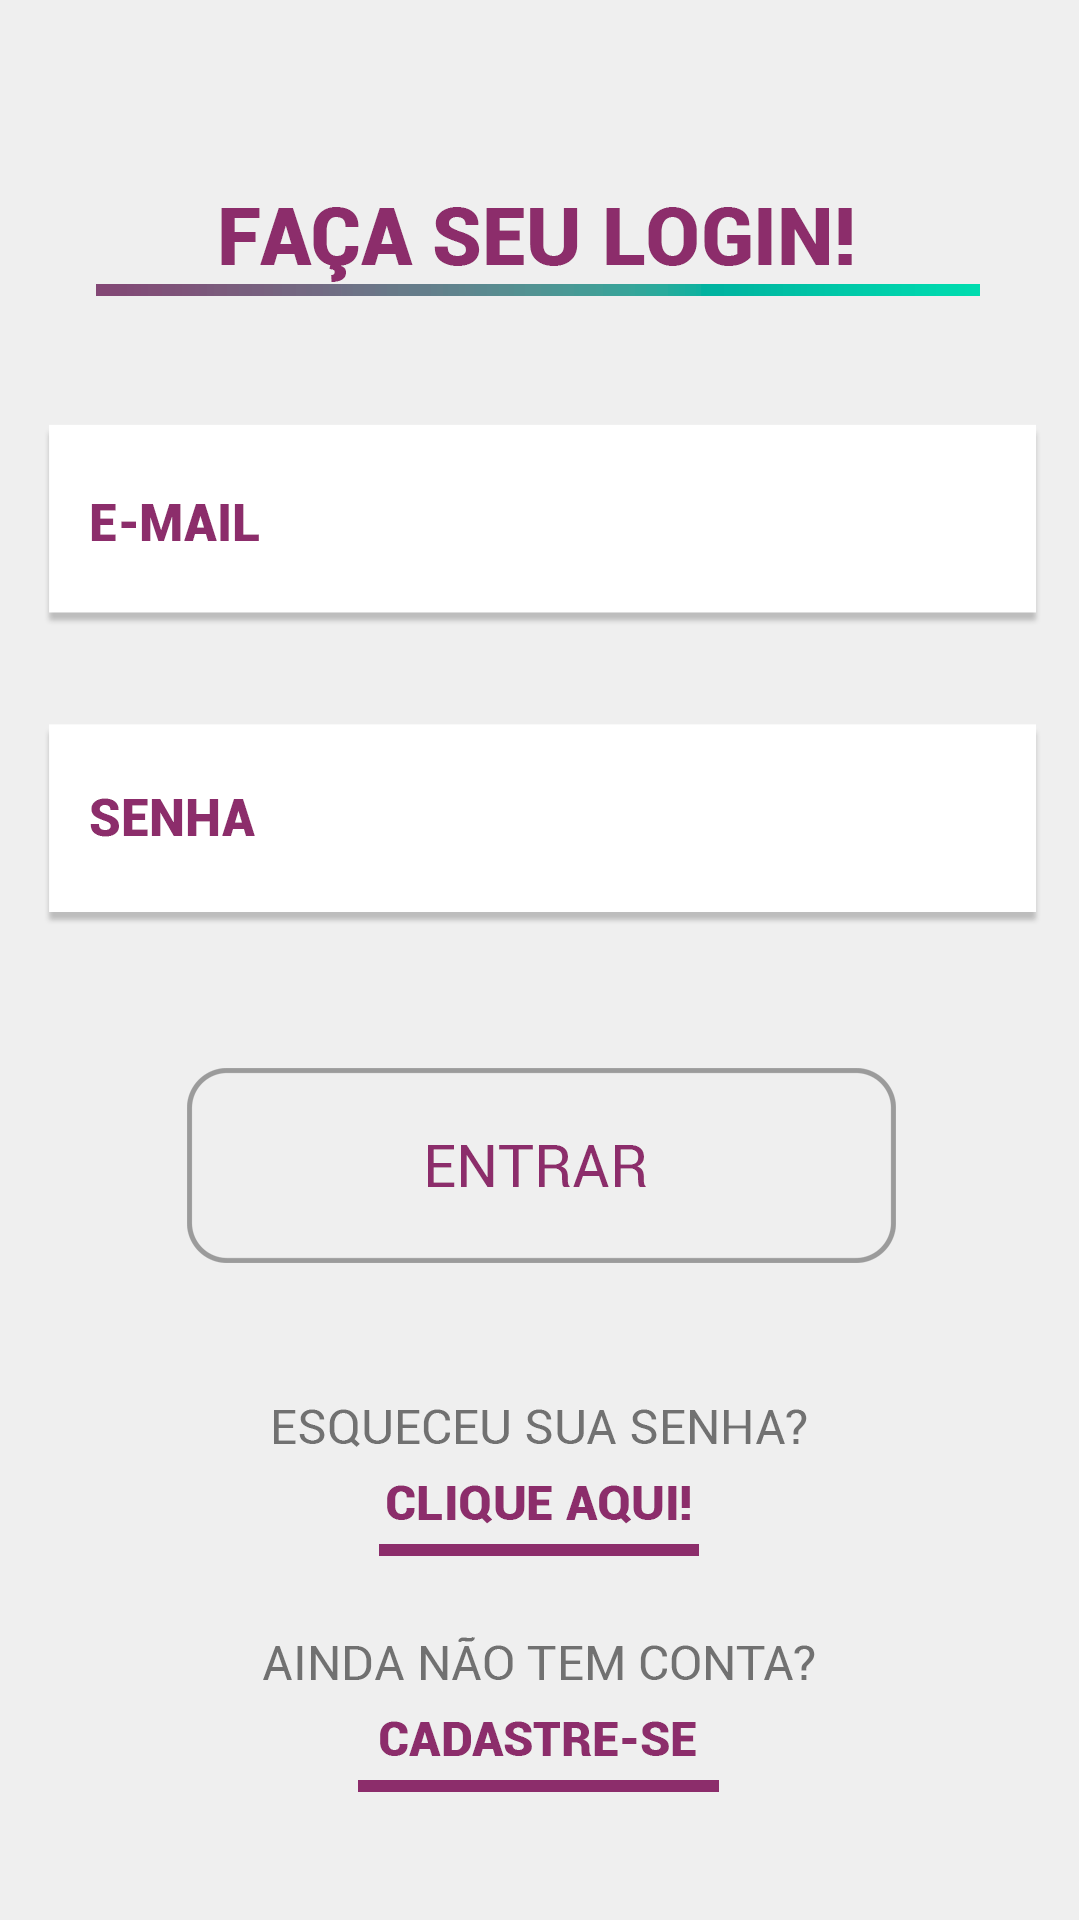 FAÇA SEU LOGIN!
E-MAIL
SENHA
ENTRAR
ESQUECEU SUA SENHA?
CLIQUE AQUI!
AINDA NÃO TEM CONTA?
CADASTRE-SE